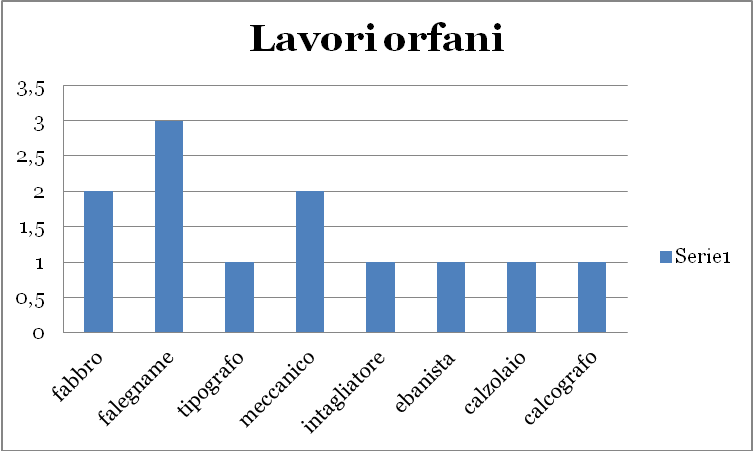 Lavori orfani
3,5
3
2,5
2
1,5
1
0,5
0
fabbro
falegname
tipografo
meccanico
intagliatore
ebanista
calzolaio
calcografo
Serie1